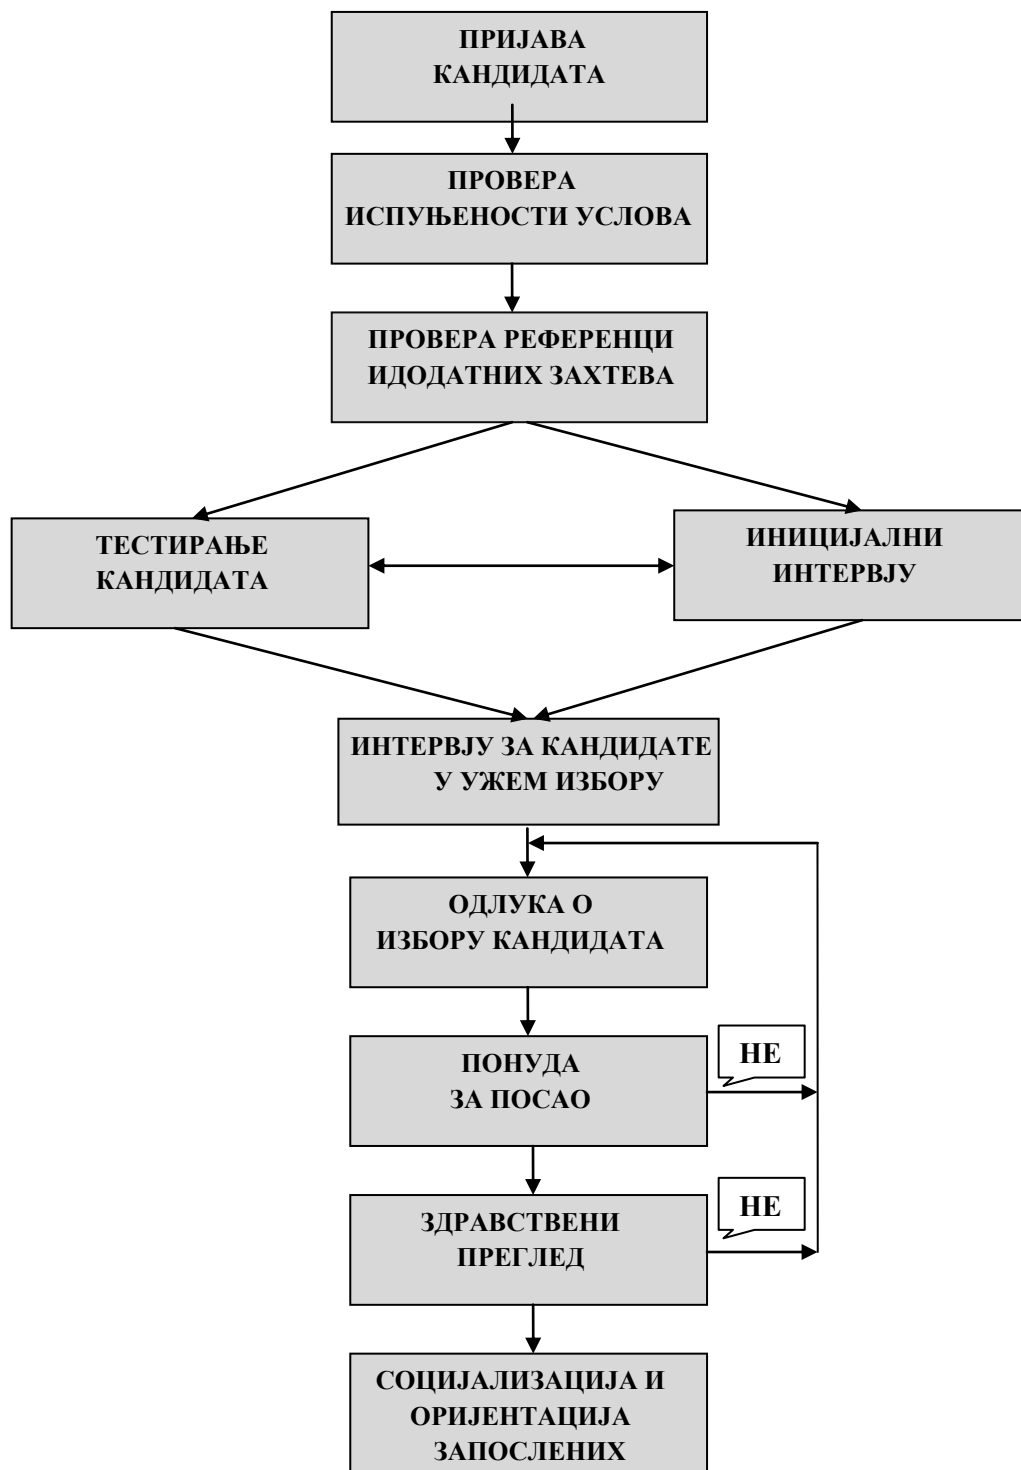 ПРИЈАВА
КАНДИДАТА
ПРОВЕРА
ИСПУЊЕНОСТИ УСЛОВА
ПРОВЕРА РЕФЕРЕНЦИ
ИДОДАТНИХ ЗАХТЕВА
ТЕСТИРАЊЕ
КАНДИДАТА
ИНИЦИЈАЛНИ
ИНТЕРВЈУ
ИНТЕРВЈУ ЗА КАНДИДАТЕ
У УЖЕМ ИЗБОРУ
ОДЛУКА О
ИЗБОРУ КАНДИДАТА
ПОНУДА
ЗА ПОСАО
НЕ
ЗДРАВСТВЕНИ
ПРЕГЛЕД
НЕ
СОЦИЈАЛИЗАЦИЈА И
ОРИЈЕНТАЦИЈА
ЗАПОСЛЕНИХ